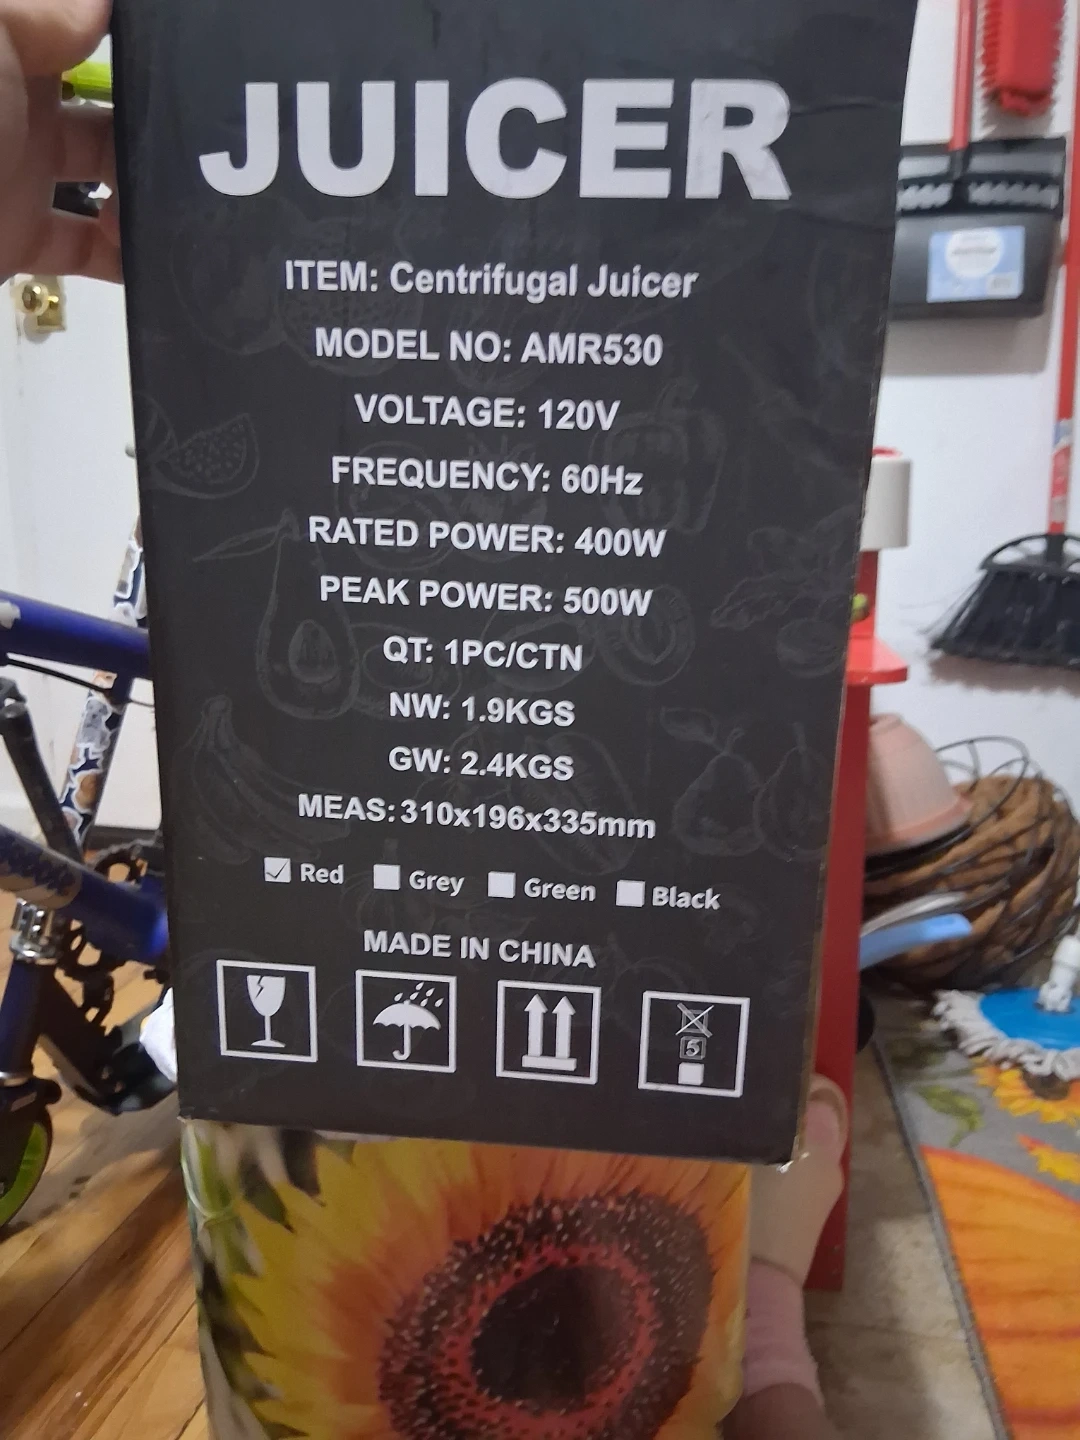 JUICER
ITEM: Centrifugal Juicer
MODEL NO: AMR530
VOLTAGE: 120V
FREQUENCY: 60Hz
RATED POWER: 400W
PEAK POWER: 500W
QT: 1PC/CTN
NW: 1.9KGS
GW: 2.4KGS
MEAS:310x196x335mm
Red Grey Green Black
MADE IN CHINA
5